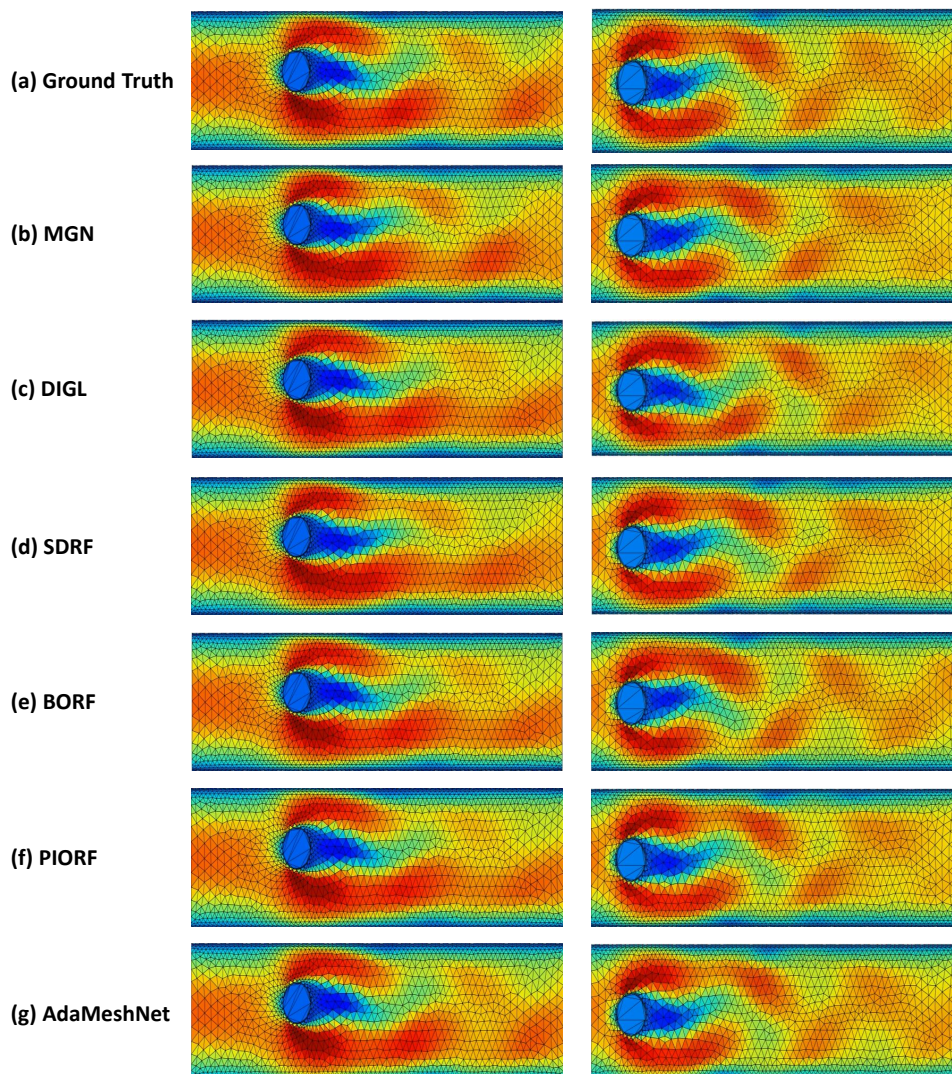 (a) Ground Truth
(b) MGN
(c) DIGL
(d) SDRF
(e) BORF
(f) PIORF
(g) AdaMeshNet